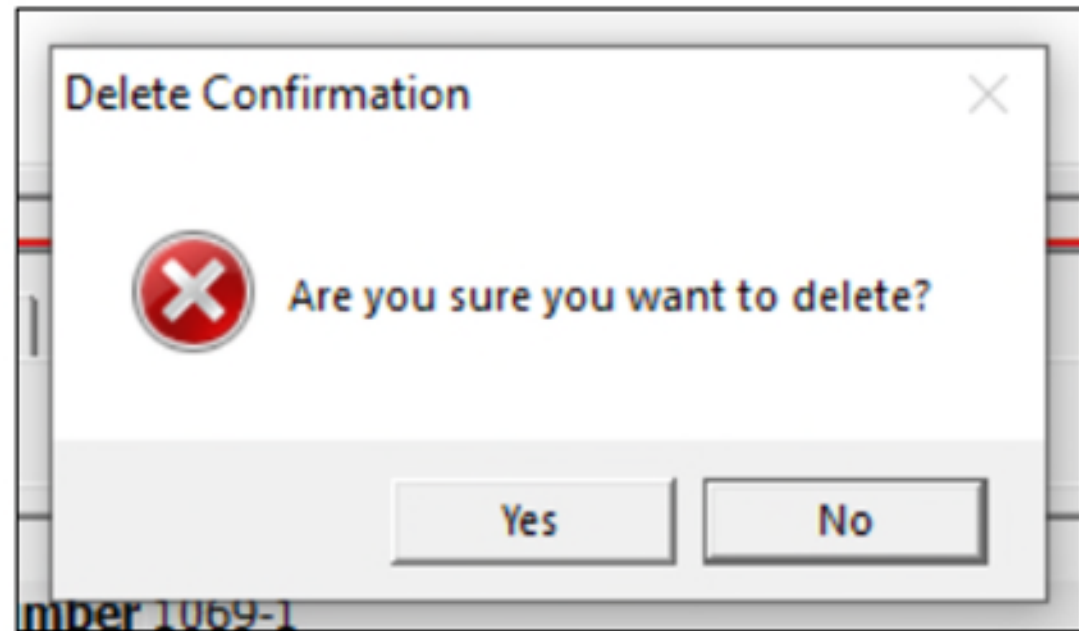 Delete Confirmation
Are you sure you want to delete?
Yes
No
mber 1069-1